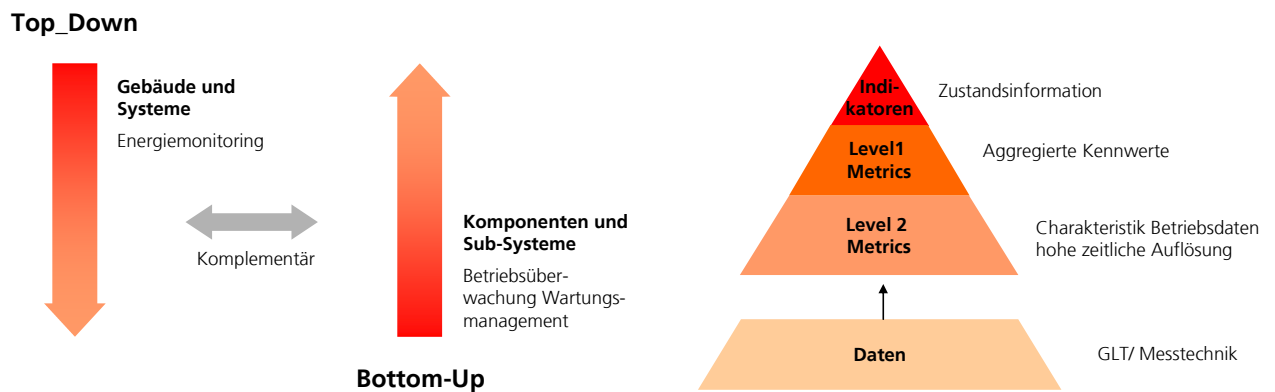 Top_Down
Gebäude und
Systeme
Energiemonitoring
Komplementär
Komponenten und
Sub-Systeme
Betriebsüber-
wachung Wartungs-
management
Bottom-Up
Indi-
katoren
Zustandsinformation
Level1
Metrics
Aggregierte Kennwerte
Level 2
Metrics
Charakteristik Betriebsdaten
hohe zeitliche Auflösung
Daten
GLT/ Messtechnik